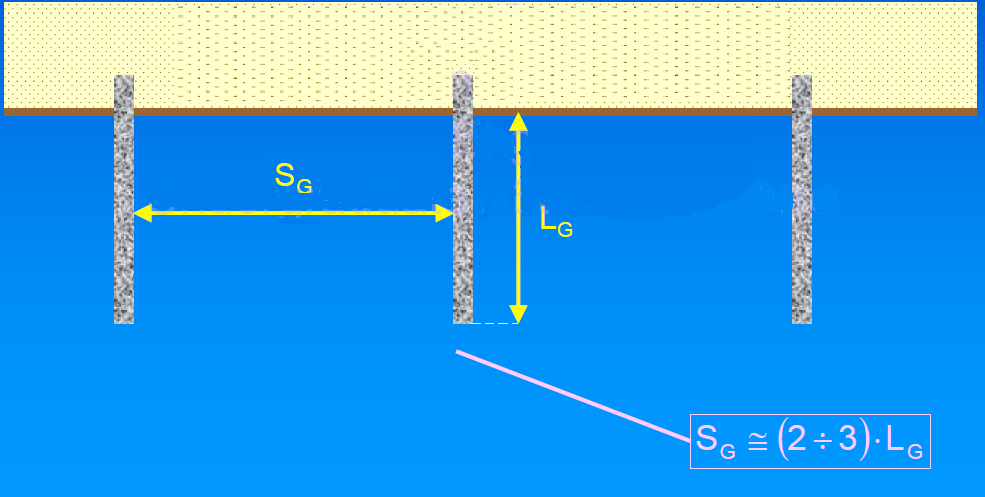 S_G
L_G
S_G ≅ (2 ÷ 3) · L_G